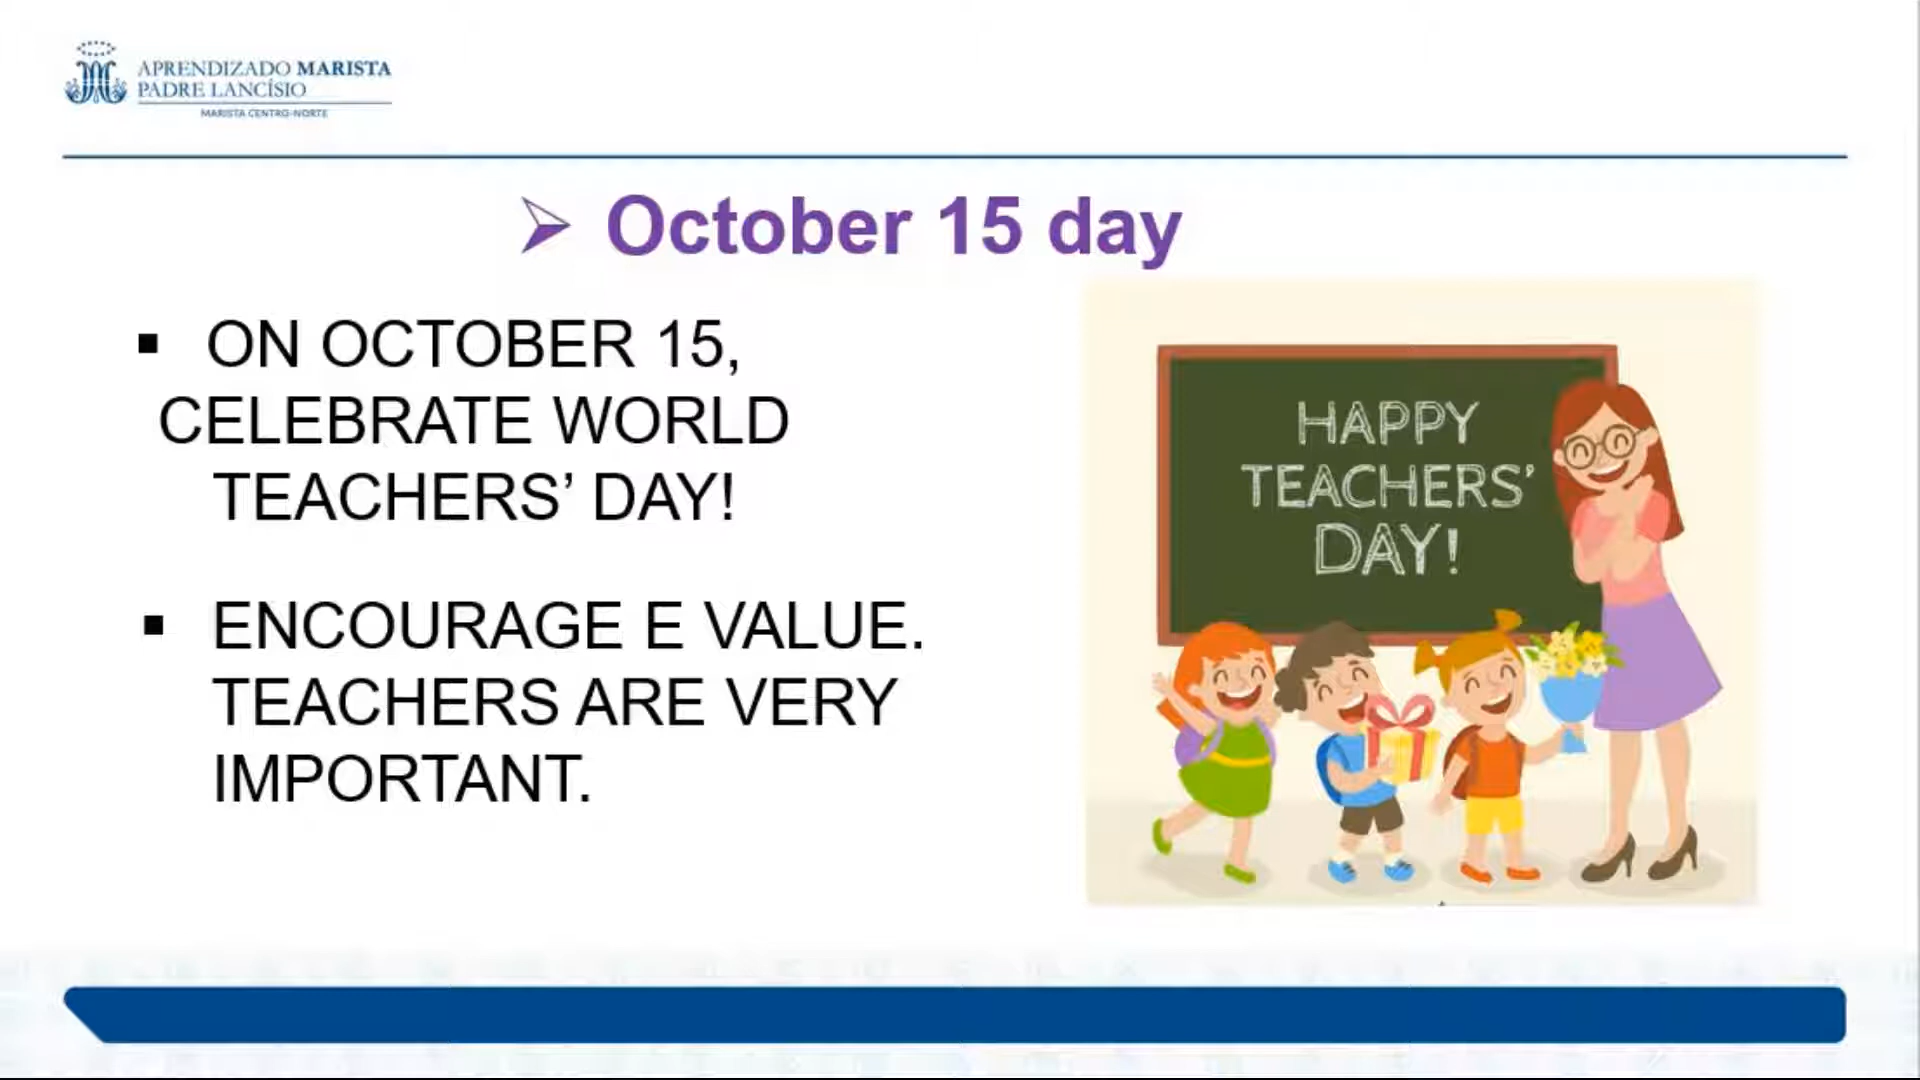 APRENDIZADO MARISTA
PADRE LANCÍSIO
MARISTA CENTRO-NORTE
October 15 day
ON OCTOBER 15,
CELEBRATE WORLD
TEACHERS’ DAY!
ENCOURAGE E VALUE.
TEACHERS ARE VERY
IMPORTANT.
HAPPY
TEACHERS’
DAY!